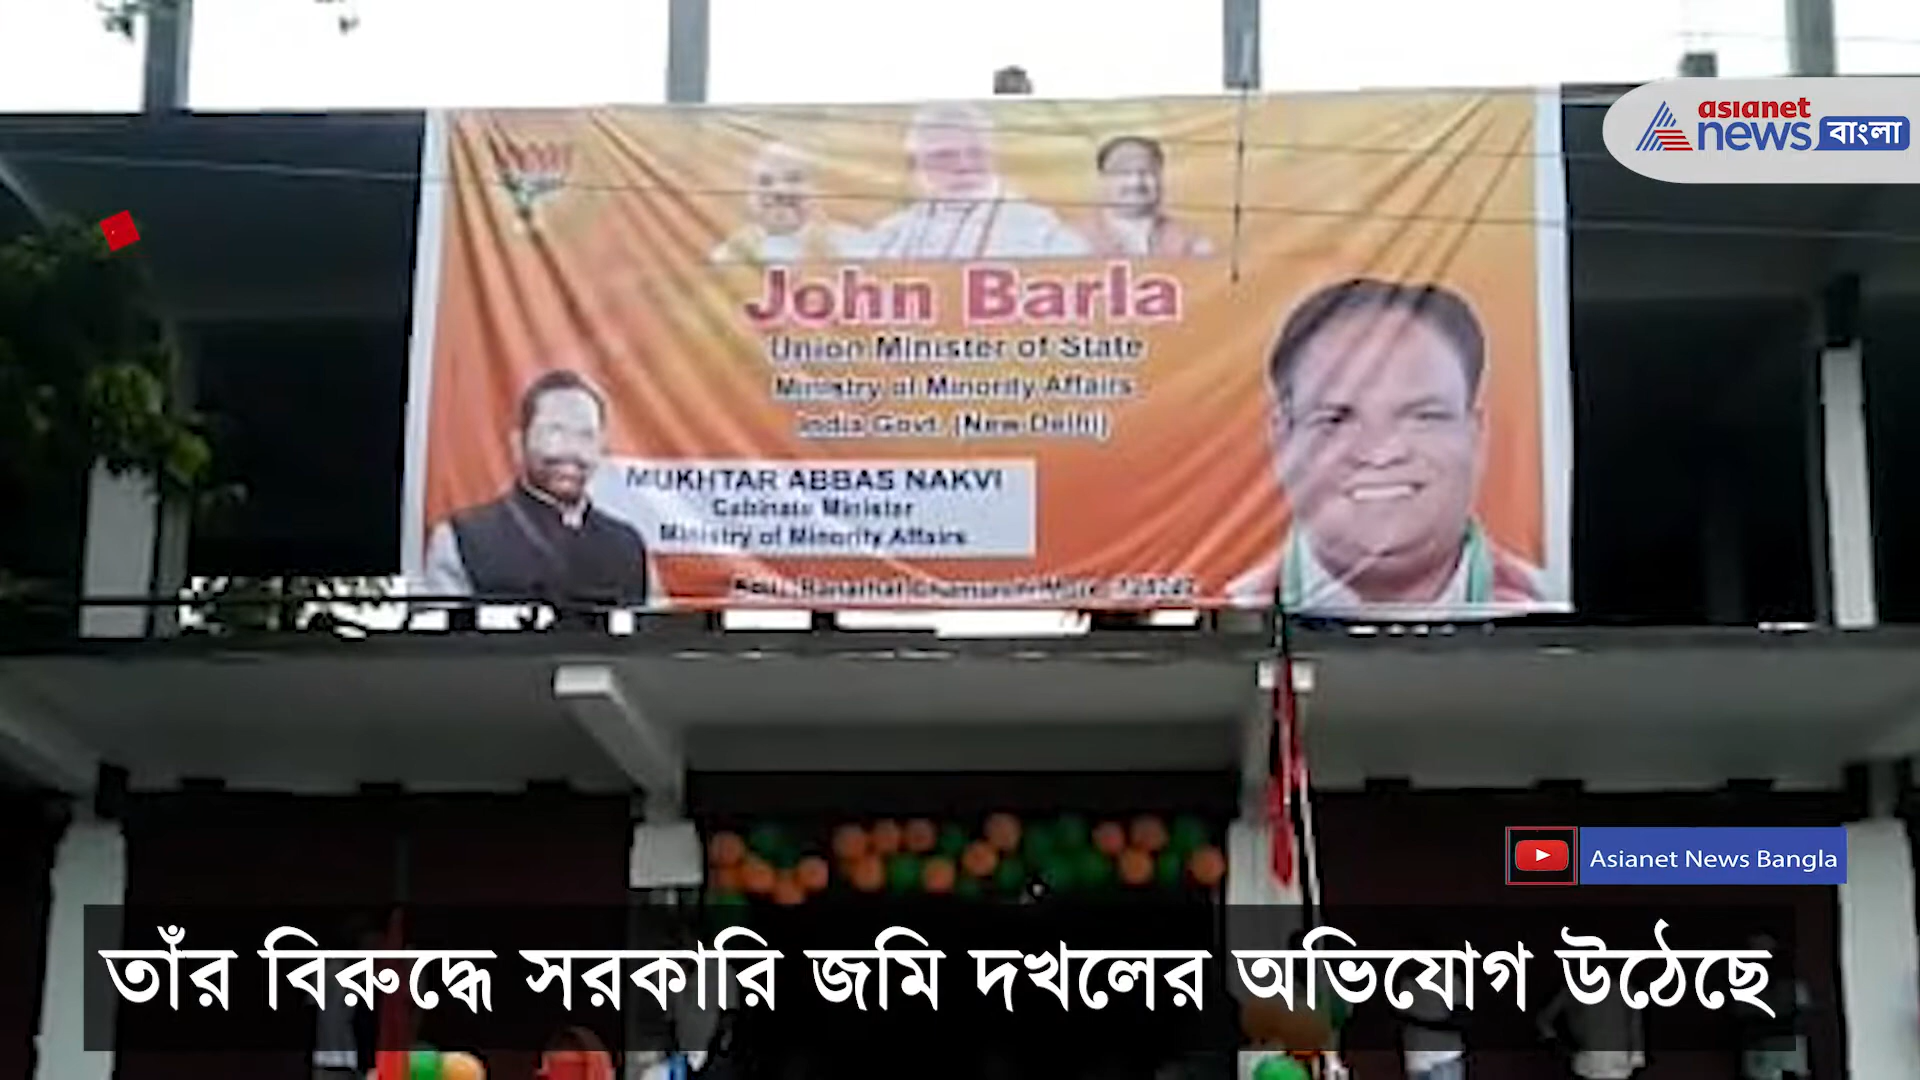 asianet
news বাংলা
John Barla
Union Minister of State
Ministry of Minority Affairs
India Govt. (New Delhi)
MUKHTAR ABBAS NAKVI
Cabinate Minister
Ministry of Minority Affairs
Asianet News Bangla
তাঁর বিরুদ্ধে সরকারি জমি দখলের অভিযোগ উঠেছে